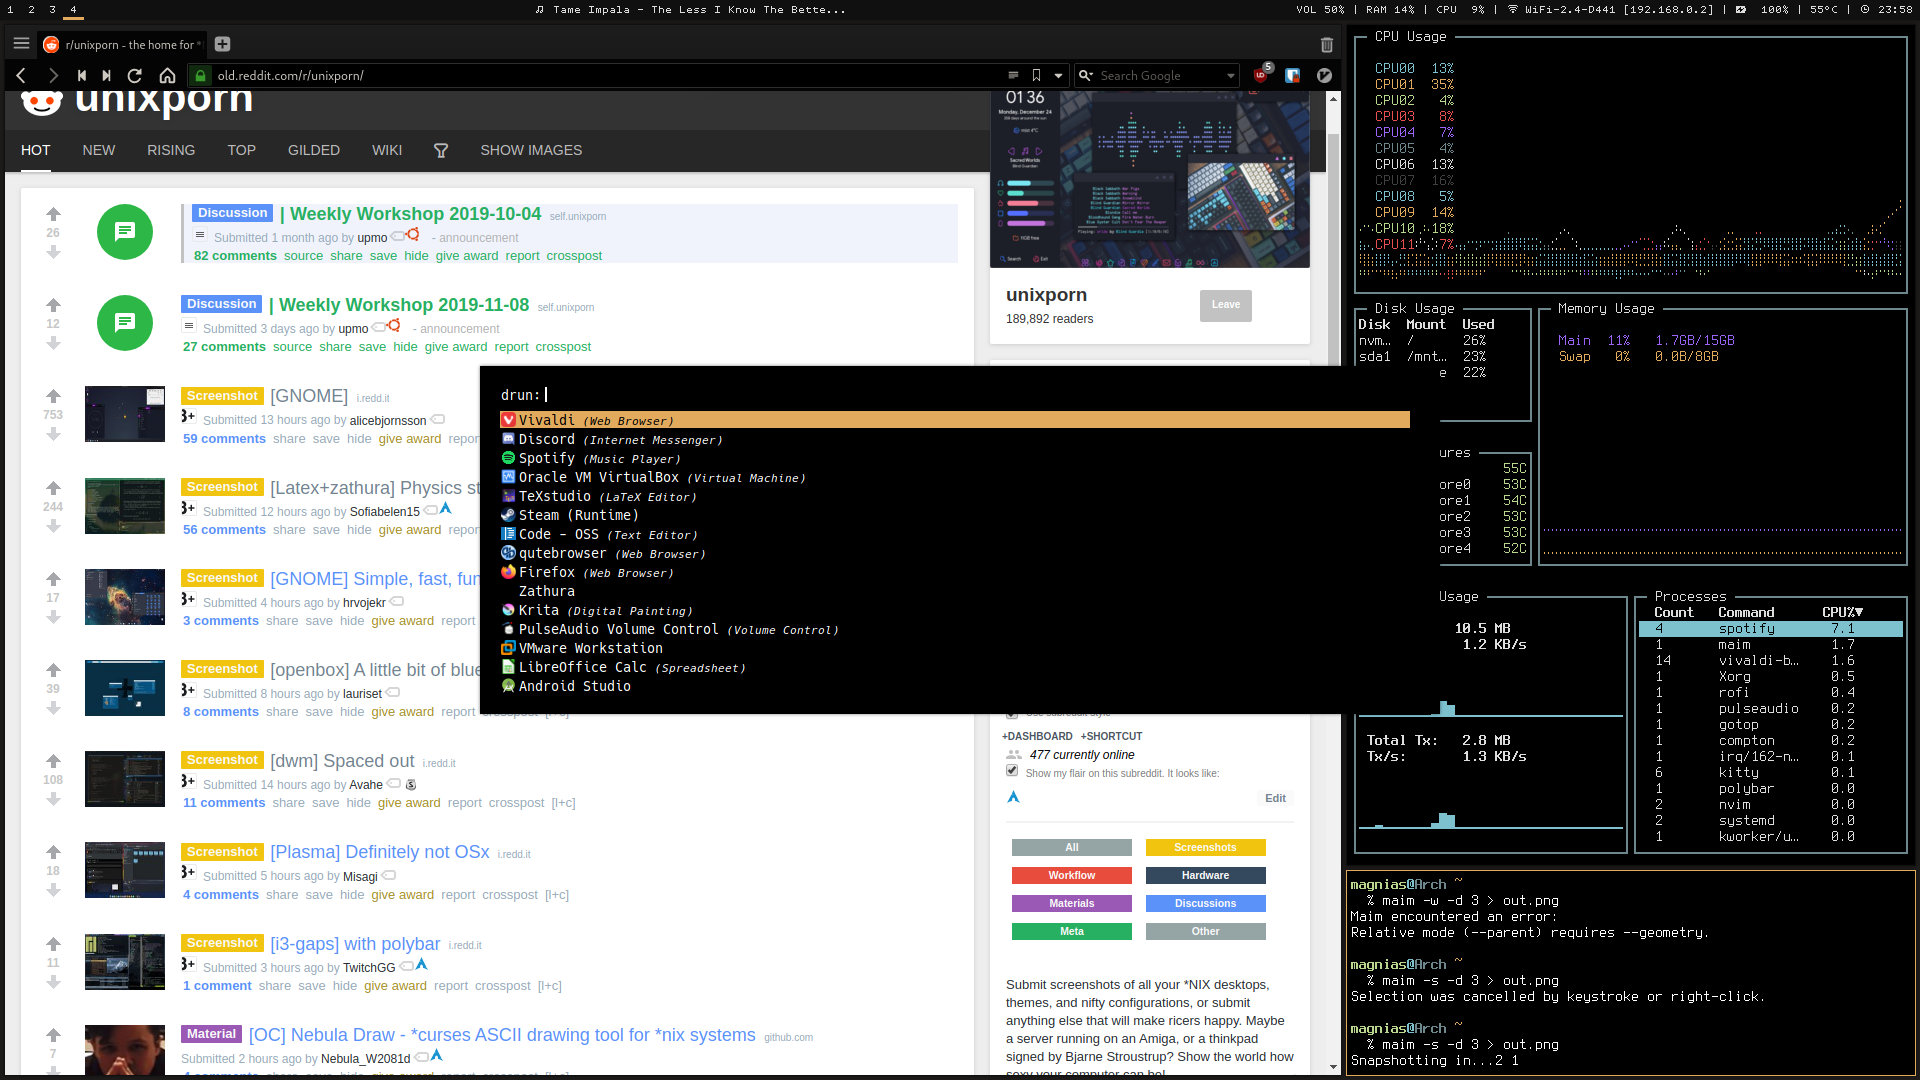 1 2 3 4
♫ Tame Impala - The Less I Know The Bette...
VOL 50% | RAM 14% | CPU 9% | WiFi-2.4-D441 [192.168.0.2] | 100% | 55°C | 23:58
r/unixporn - the home for *
old.reddit.com/r/unixporn/
Search Google
5
unixporn
HOT NEW RISING TOP GILDED WIKI SHOW IMAGES
26
Discussion | Weekly Workshop 2019-10-04 self.unixporn
Submitted 1 month ago by upmo - announcement
82 comments source share save hide give award report crosspost
12
Discussion | Weekly Workshop 2019-11-08 self.unixporn
Submitted 3 days ago by upmo - announcement
27 comments source share save hide give award report crosspost
753
Screenshot [GNOME] i.redd.it
Submitted 13 hours ago by alicebjornsson
59 comments share save hide give award repor
244
Screenshot [Latex+zathura] Physics st
Submitted 12 hours ago by Sofiabelen15
56 comments share save hide give award repor
17
Screenshot [GNOME] Simple, fast, fun
Submitted 4 hours ago by hrvojekr
3 comments share save hide give award report
39
Screenshot [openbox] A little bit of blue
Submitted 8 hours ago by lauriset
8 comments share save hide give award report crosspost [l+c]
108
Screenshot [dwm] Spaced out i.redd.it
Submitted 14 hours ago by Avahe
11 comments share save hide give award report crosspost [l+c]
18
Screenshot [Plasma] Definitely not OSx i.redd.it
Submitted 5 hours ago by Misagi
4 comments share save hide give award report crosspost [l+c]
11
Screenshot [i3-gaps] with polybar i.redd.it
Submitted 3 hours ago by TwitchGG
1 comment share save hide give award report crosspost [l+c]
7
Material [OC] Nebula Draw - *curses ASCII drawing tool for *nix systems github.com
Submitted 2 hours ago by Nebula_W2081d
drun:
Vivaldi (Web Browser)
Discord (Internet Messenger)
Spotify (Music Player)
Oracle VM VirtualBox (Virtual Machine)
TeXstudio (LaTeX Editor)
Steam (Runtime)
Code - OSS (Text Editor)
qutebrowser (Web Browser)
Firefox (Web Browser)
Zathura
Krita (Digital Painting)
PulseAudio Volume Control (Volume Control)
VMware Workstation
LibreOffice Calc (Spreadsheet)
Android Studio
01 36
Monday, December 24
unixporn
Leave
189,892 readers
+DASHBOARD +SHORTCUT
477 currently online
Show my flair on this subreddit. It looks like:
Edit
All Screenshots
Workflow Hardware
Materials Discussions
Meta Other
Submit screenshots of all your *NIX desktops,
themes, and nifty configurations, or submit
anything else that will make ricers happy. Maybe
a server running on an Amiga, or a thinkpad
signed by Bjarne Stroustrup? Show the world how
sexy your computer can be!
CPU Usage
CPU00 13%
CPU01 35%
CPU02 4%
CPU03 8%
CPU04 7%
CPU05 4%
CPU06 13%
CPU07 16%
CPU08 5%
CPU09 14%
CPU10 18%
CPU11 7%
Disk Usage
Disk Mount Used
nvm… / 26%
sda1 /mnt… 23%
e 22%
Memory Usage
Main 11% 1.7GB/15GB
Swap 0% 0.0B/8GB
ures
55C
ore0 53C
ore1 54C
ore2 53C
ore3 53C
ore4 52C
Usage
10.5 MB
1.2 KB/s
Total Tx: 2.8 MB
Tx/s: 1.3 KB/s
Processes
Count Command CPU%▼
4 spotify 7.1
1 maim 1.7
14 vivaldi-b… 1.6
1 Xorg 0.5
1 rofi 0.4
1 pulseaudio 0.2
1 gotop 0.2
1 compton 0.2
1 irq/162-n… 0.1
6 kitty 0.1
1 polybar 0.0
2 nvim 0.0
2 systemd 0.0
1 kworker/u… 0.0
magnias@Arch ~
% maim -w -d 3 > out.png
Maim encountered an error:
Relative mode (--parent) requires --geometry.
magnias@Arch ~
% maim -s -d 3 > out.png
Selection was cancelled by keystroke or right-click.
magnias@Arch ~
% maim -s -d 3 > out.png
Snapshotting in...2 1